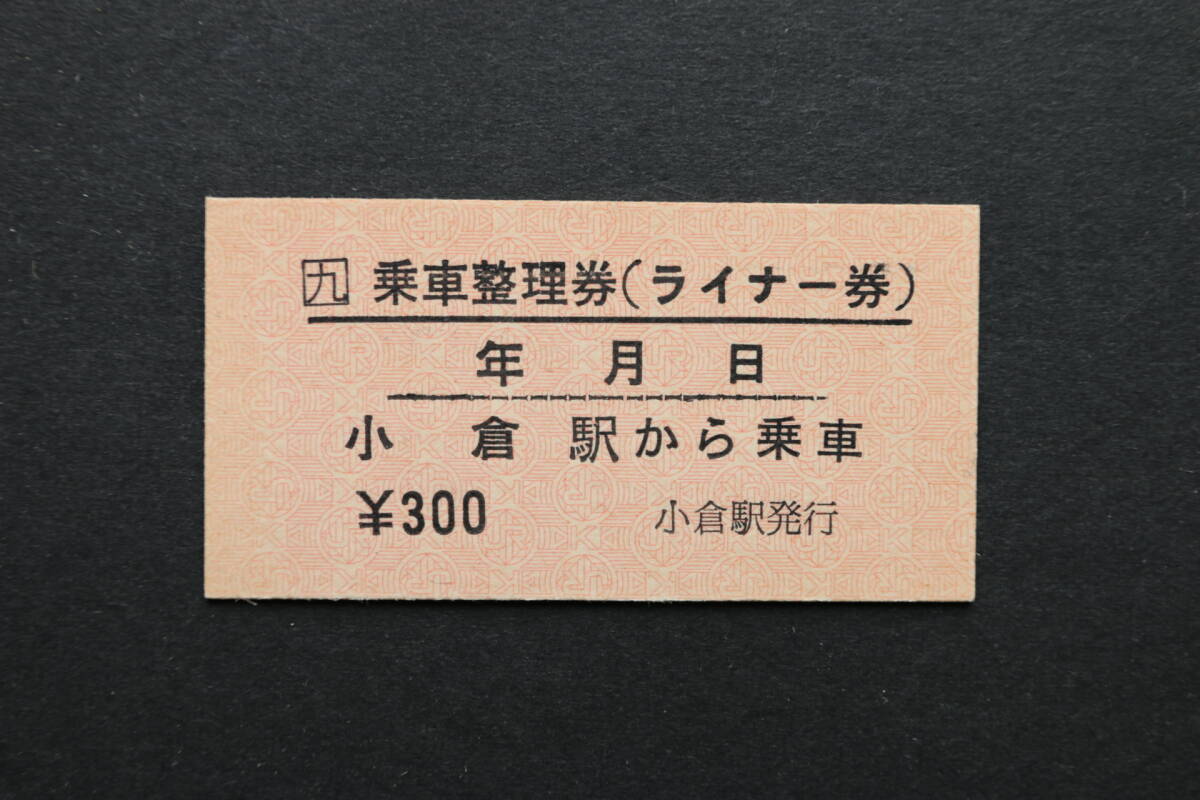 九 乗車整理券(ライナー券)
年 月 日
小 倉 駅から乗車
¥300 小倉駅発行